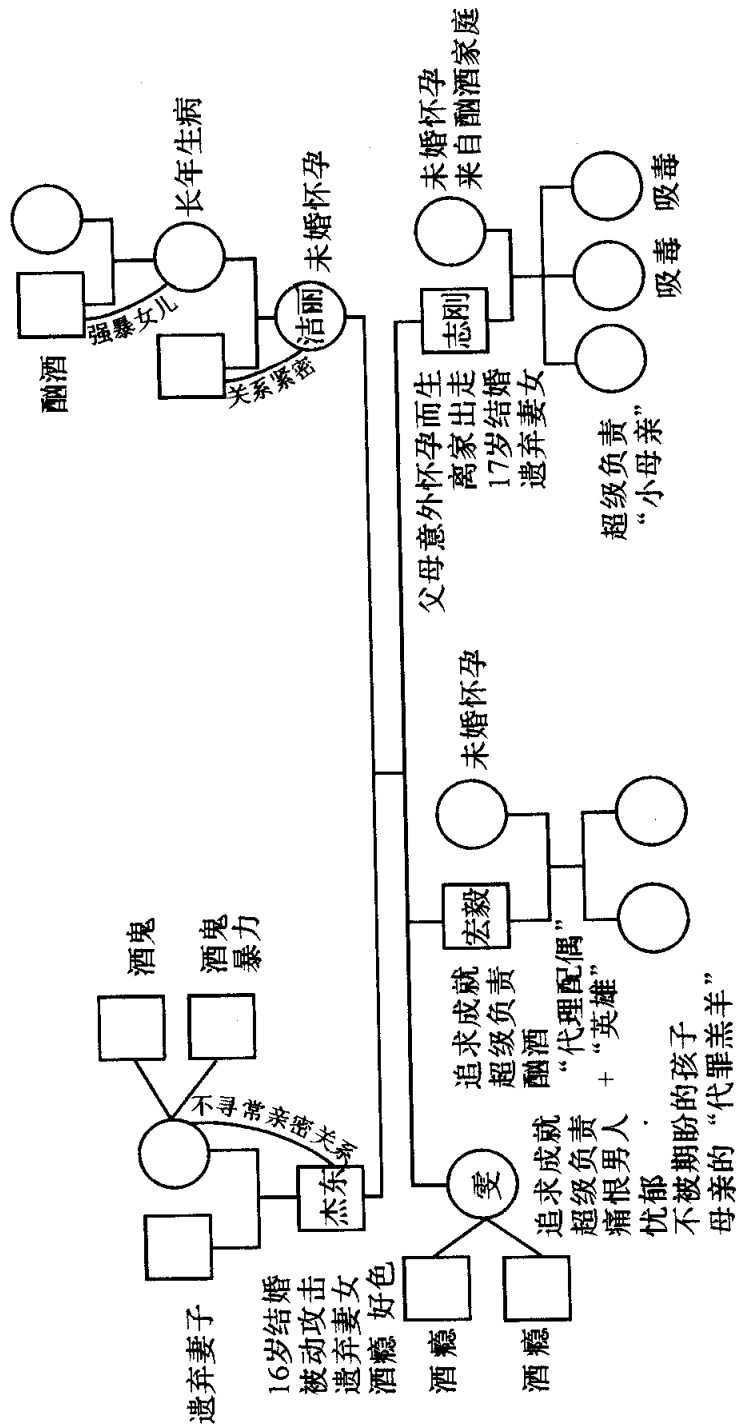 酒鬼
酒鬼
暴力
不寻常亲密关系
遗弃妻子
杰东
16岁结婚
被动攻击
遗弃妻女
酒瘾 好色
酗酒
强暴女儿
长年生病
关系紧密
洁丽
未婚怀孕
酒瘾
酒瘾
雯
追求成就
超级负责
痛恨男人
忧郁
不被期盼的孩子
母亲的“代罪羔羊”
宏毅
未婚怀孕
追求成就
超级负责
酗酒
“代理配偶”
+“英雄”
志刚
未婚怀孕
来自酗酒家庭
父母意外怀孕而生
离家出走
17岁结婚
遗弃妻女
超级负责
“小母亲”
吸毒
吸毒